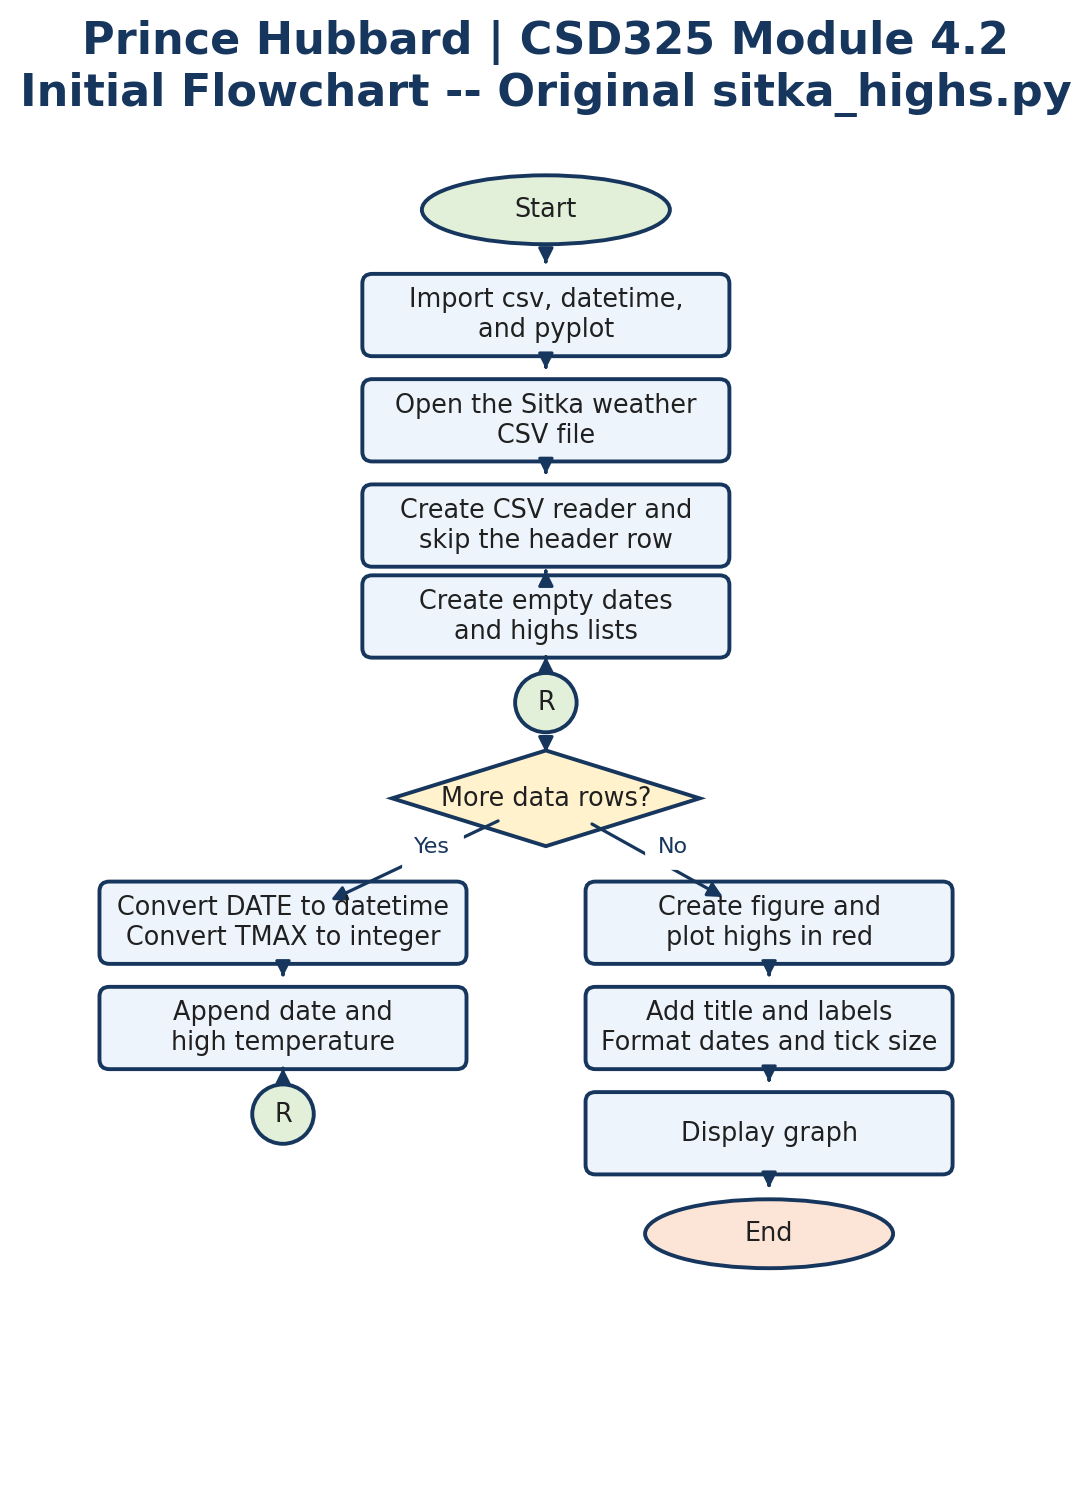 Prince Hubbard | CSD325 Module 4.2
Initial Flowchart -- Original sitka_highs.py
Start
Import csv, datetime,
and pyplot
Open the Sitka weather
CSV file
Create CSV reader and
skip the header row
Create empty dates
and highs lists
R
More data rows?
Yes
No
Convert DATE to datetime
Convert TMAX to integer
Append date and
high temperature
R
Create figure and
plot highs in red
Add title and labels
Format dates and tick size
Display graph
End